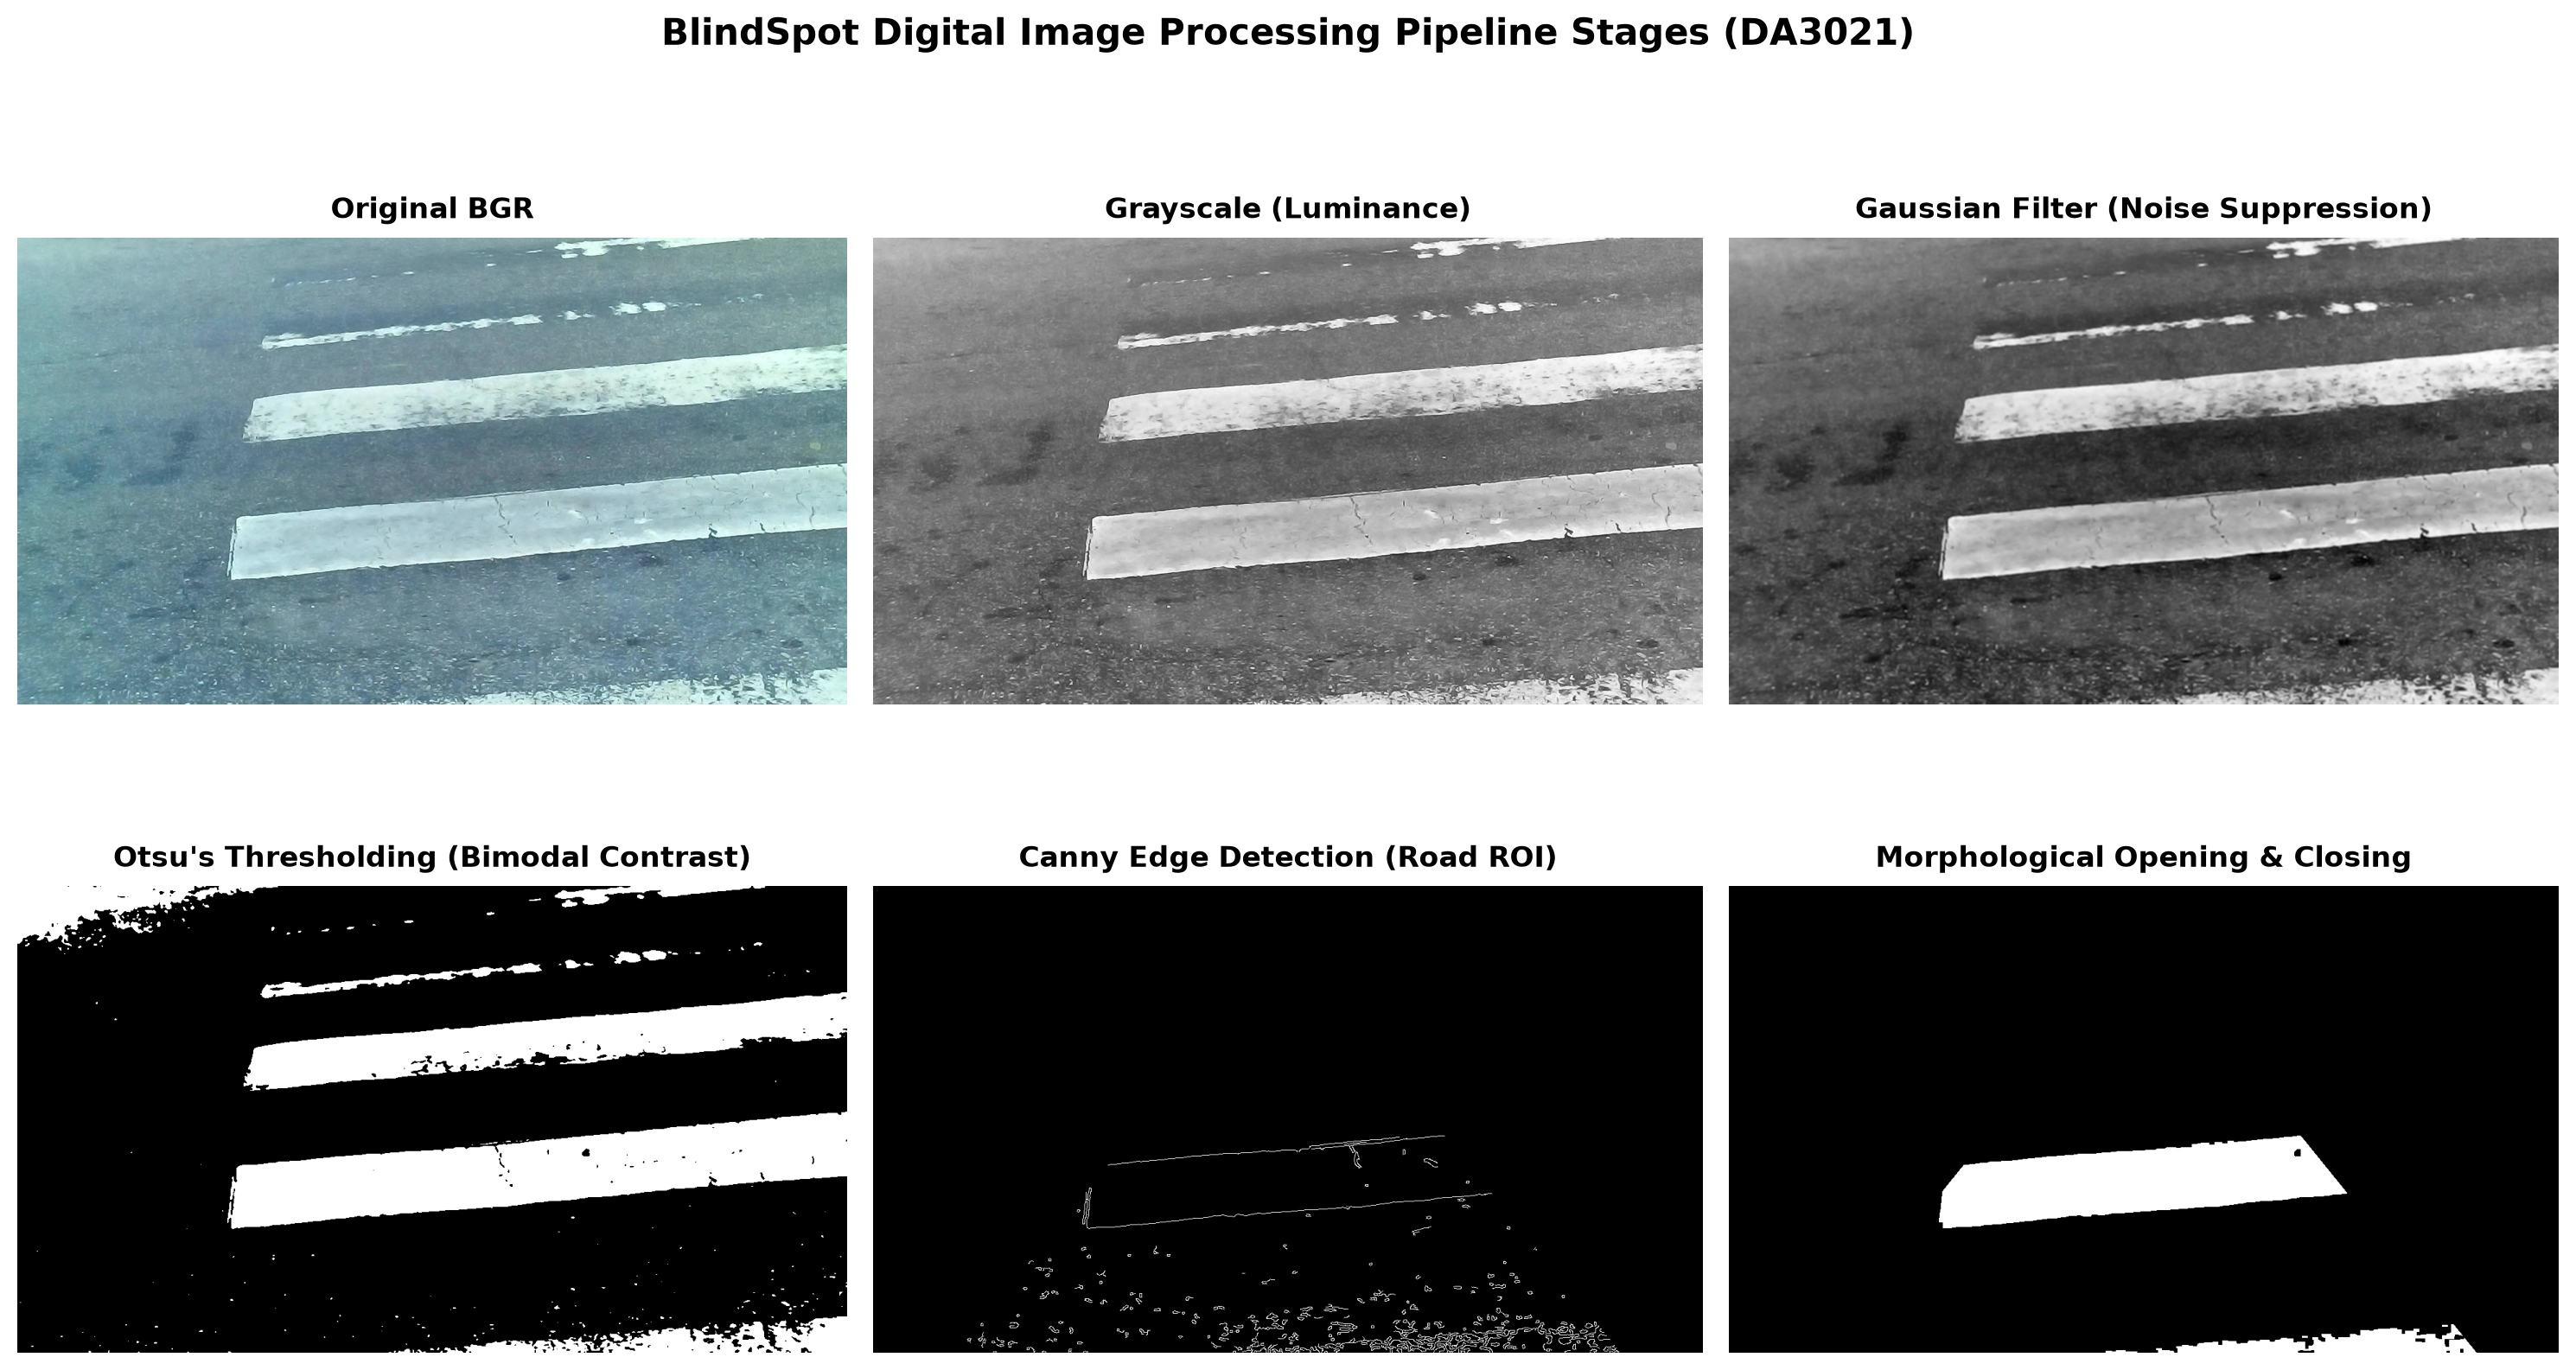 BlindSpot Digital Image Processing Pipeline Stages (DA3021)
Original BGR
Grayscale (Luminance)
Gaussian Filter (Noise Suppression)
Otsu's Thresholding (Bimodal Contrast)
Canny Edge Detection (Road ROI)
Morphological Opening & Closing